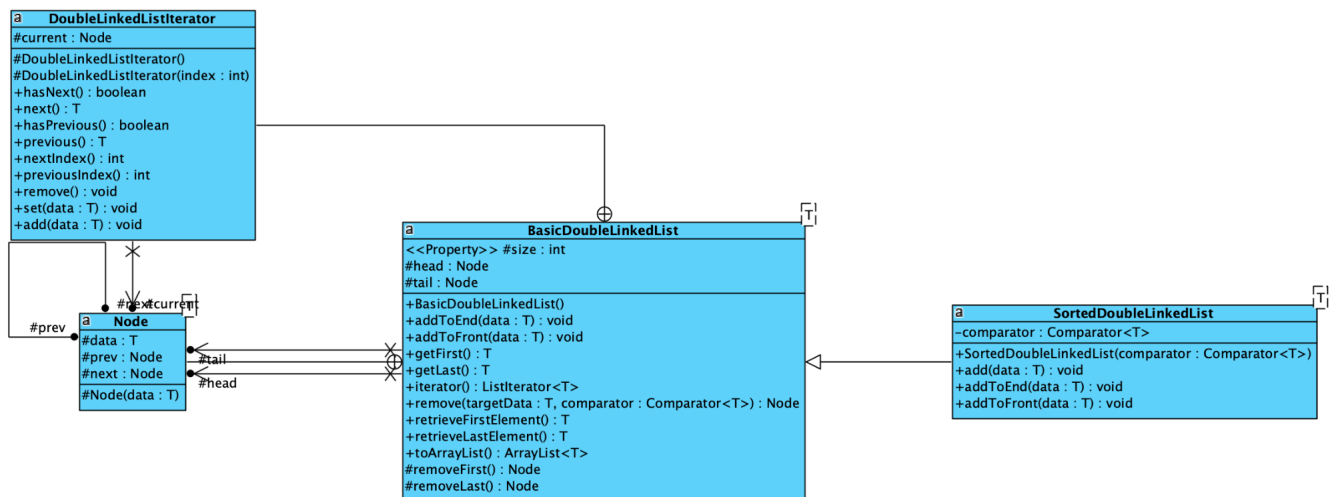 a DoubleLinkedListIterator
#current : Node
#DoubleLinkedListIterator()
#DoubleLinkedListIterator(index : int)
+hasNext() : boolean
+next() : T
+hasPrevious() : boolean
+previous() : T
+nextIndex() : int
+previousIndex() : int
+remove() : void
+set(data : T) : void
+add(data : T) : void
#next
#current
T
#prev
a Node
#data : T
#prev : Node
#next : Node
#Node(data : T)
#tail
#head
T
a BasicDoubleLinkedList
<<Property>> #size : int
#head : Node
#tail : Node
+BasicDoubleLinkedList()
+addToEnd(data : T) : void
+addToFront(data : T) : void
+getFirst() : T
+getLast() : T
+iterator() : ListIterator<T>
+remove(targetData : T, comparator : Comparator<T>) : Node
+retrieveFirstElement() : T
+retrieveLastElement() : T
+toArrayList() : ArrayList<T>
#removeFirst() : Node
#removeLast() : Node
T
a SortedDoubleLinkedList
-comparator : Comparator<T>
+SortedDoubleLinkedList(comparator : Comparator<T>)
+add(data : T) : void
+addToEnd(data : T) : void
+addToFront(data : T) : void